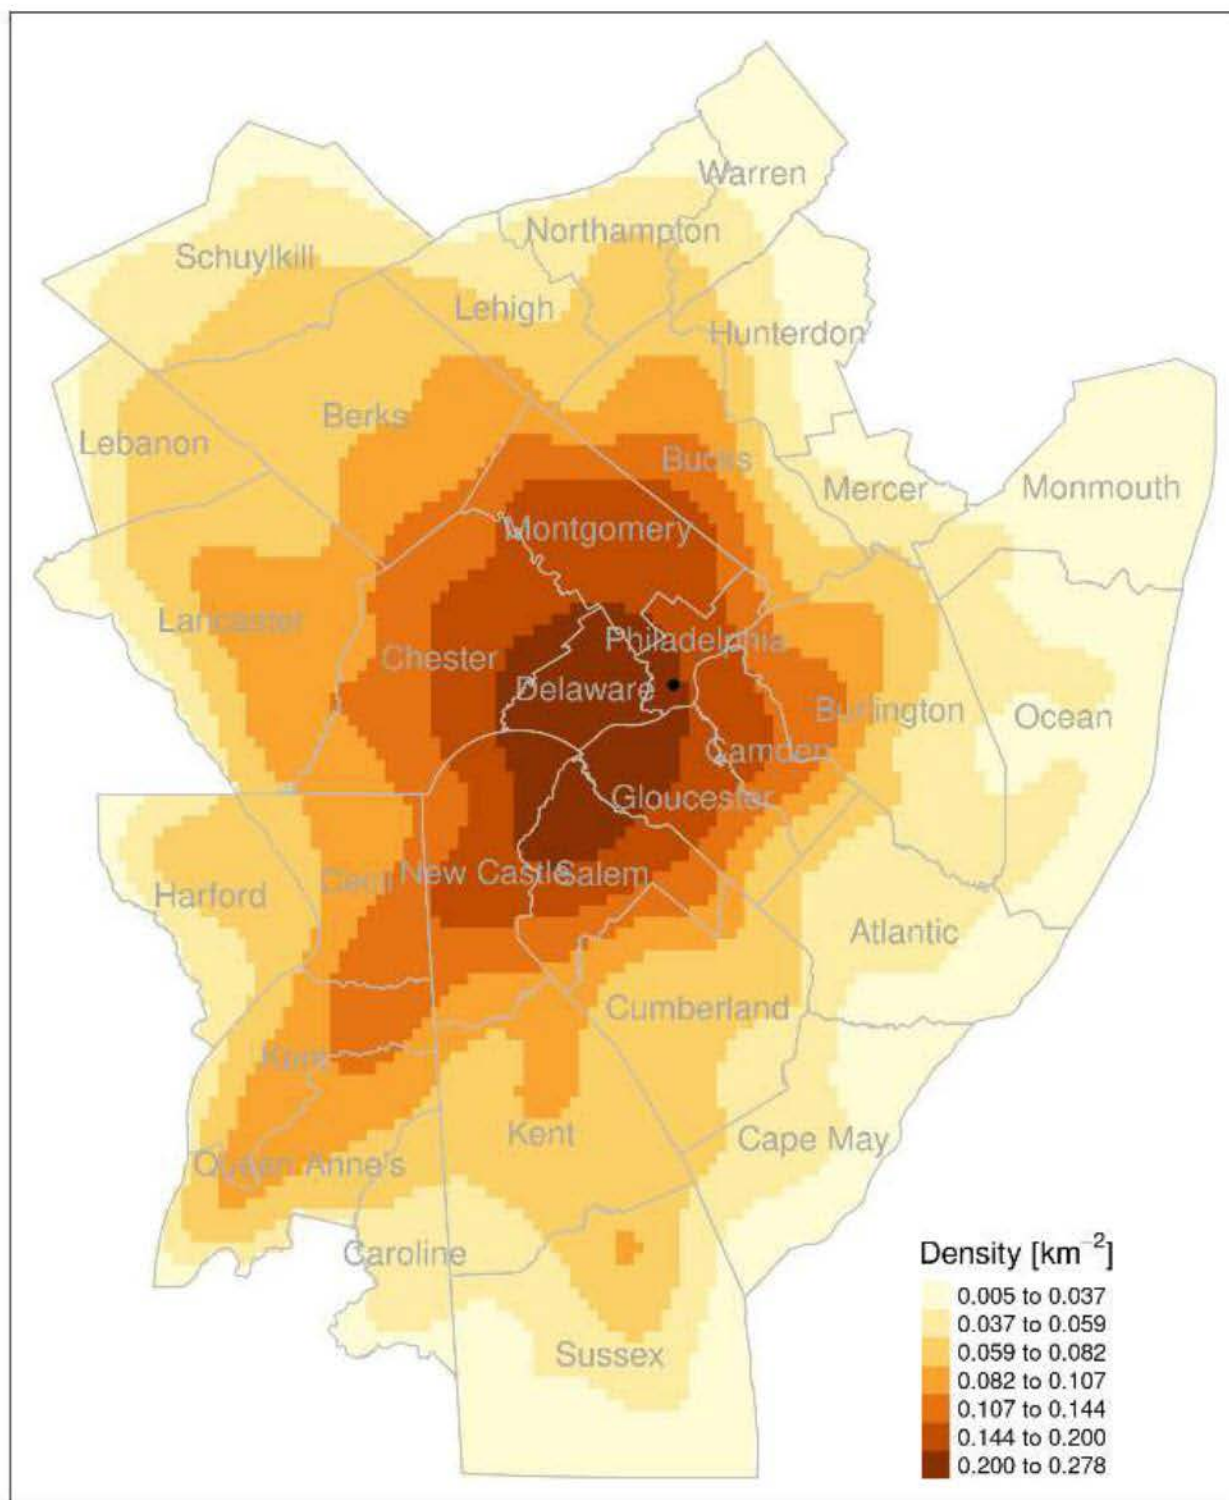 Warren
Northampton
Schuylkill
Lehigh
Hunterdon
Berks
Lebanon
Bucks
Mercer
Monmouth
Montgomery
Lancaster
Philadelphia
Chester
Delaware
Burlington
Ocean
Camden
Gloucester
New Castle
Salem
Cecil
Harford
Atlantic
Cumberland
Kent
Kent
Cape May
Queen Anne's
Caroline
Sussex
Density [km⁻²]
0.005 to 0.037
0.037 to 0.059
0.059 to 0.082
0.082 to 0.107
0.107 to 0.144
0.144 to 0.200
0.200 to 0.278